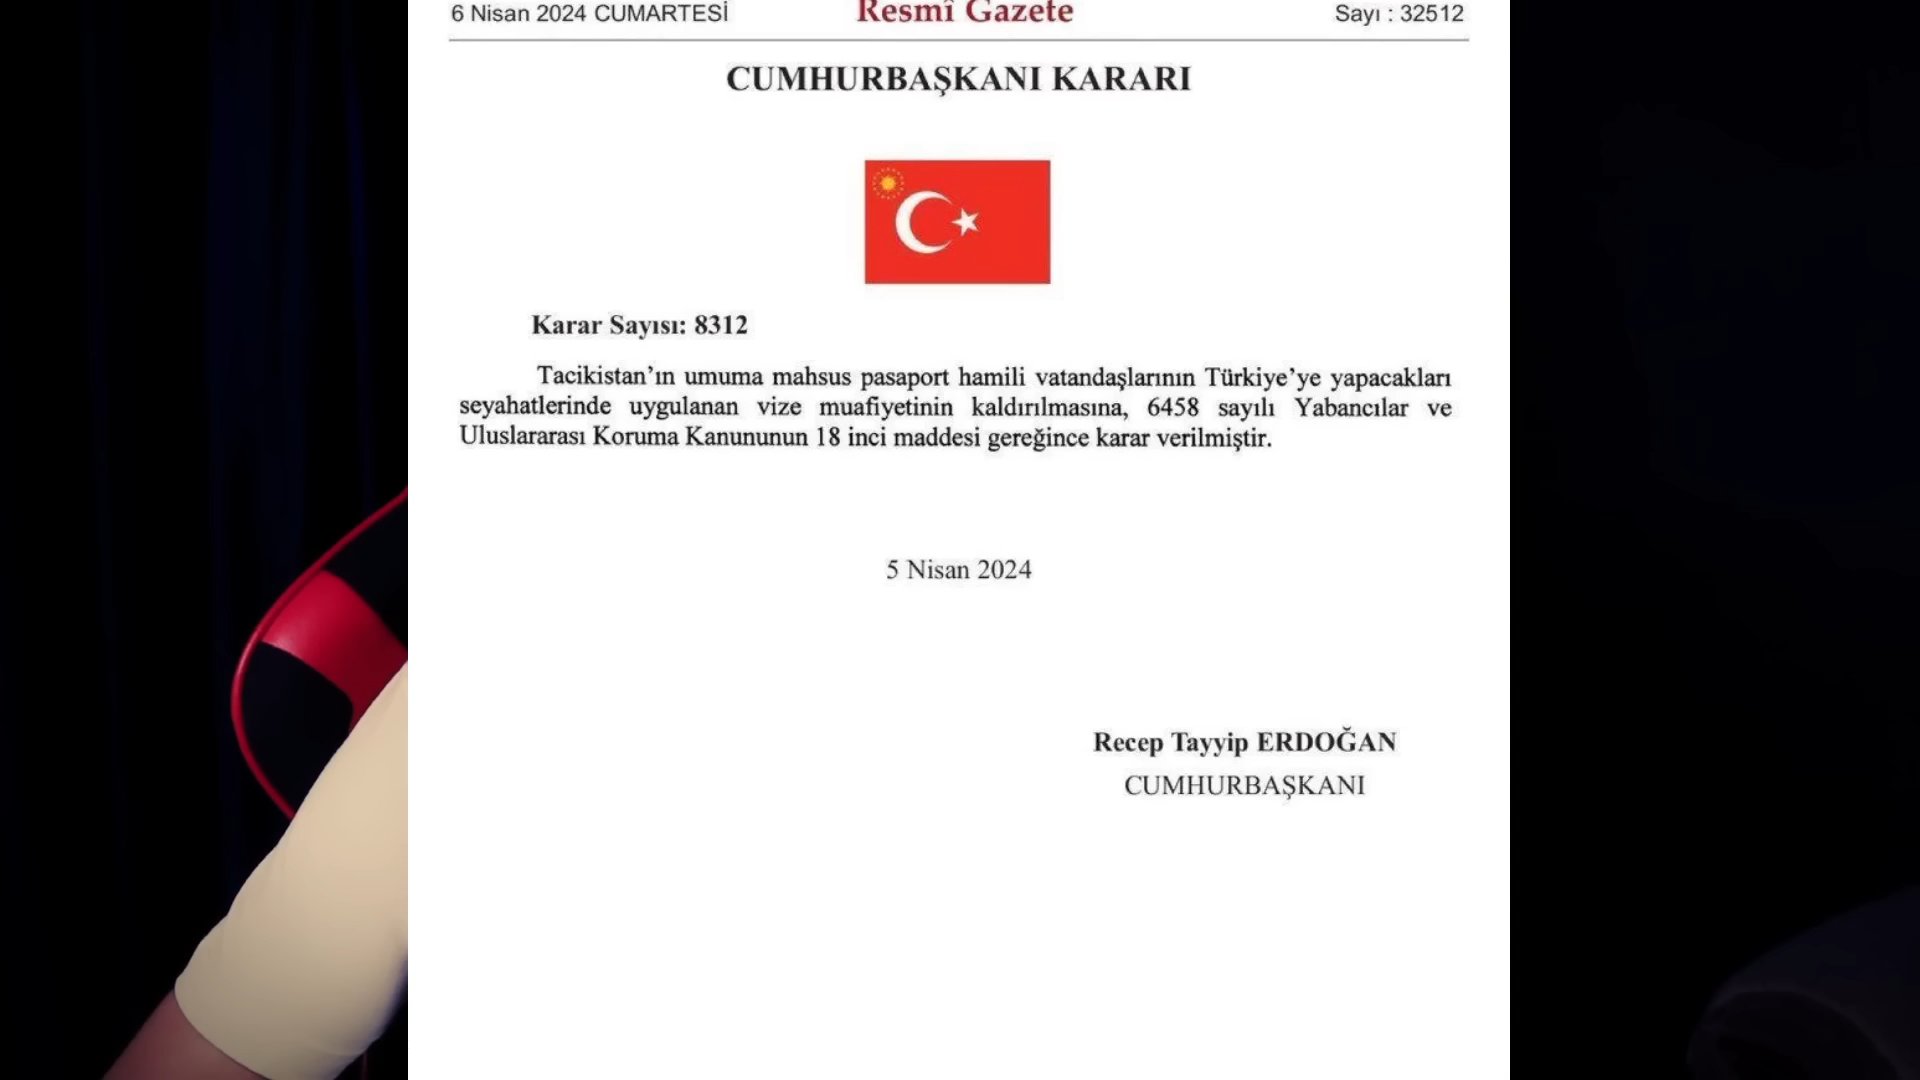 6 Nisan 2024 CUMARTESİ Resmî Gazete Sayı : 32512
CUMHURBAŞKANI KARARI
Karar Sayısı: 8312
Tacikistan’ın umuma mahsus pasaport hamili vatandaşlarının Türkiye’ye yapacakları
seyahatlerinde uygulanan vize muafiyetinin kaldırılmasına, 6458 sayılı Yabancılar ve
Uluslararası Koruma Kanununun 18 inci maddesi gereğince karar verilmiştir.
5 Nisan 2024
Recep Tayyip ERDOĞAN
CUMHURBAŞKANI